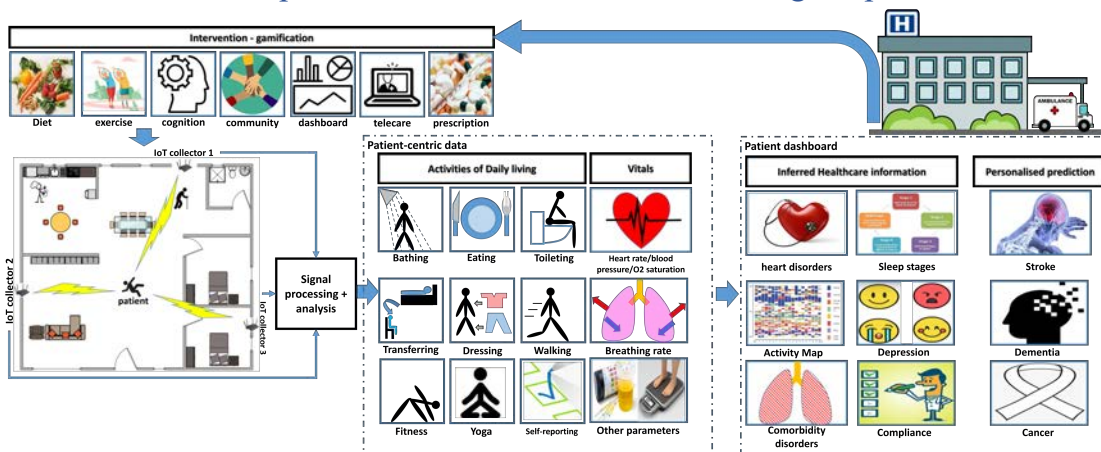 Intervention - gamification
Diet
exercise
cognition
community
dashboard
telecare
prescription
H
AMBULANCE
IoT collector 1
IoT collector 2
IoT collector 3
patient
Signal
processing +
analysis
Patient-centric data
Activities of Daily living
Vitals
Bathing
Eating
Toileting
Heart rate/blood
pressure/O2 saturation
Transferring
Dressing
Walking
Breathing rate
Fitness
Yoga
Self-reporting
Other parameters
Patient dashboard
Inferred Healthcare information
Personalised prediction
heart disorders
Sleep stages
Stroke
Activity Map
Depression
Dementia
Comorbidity
disorders
Compliance
Cancer